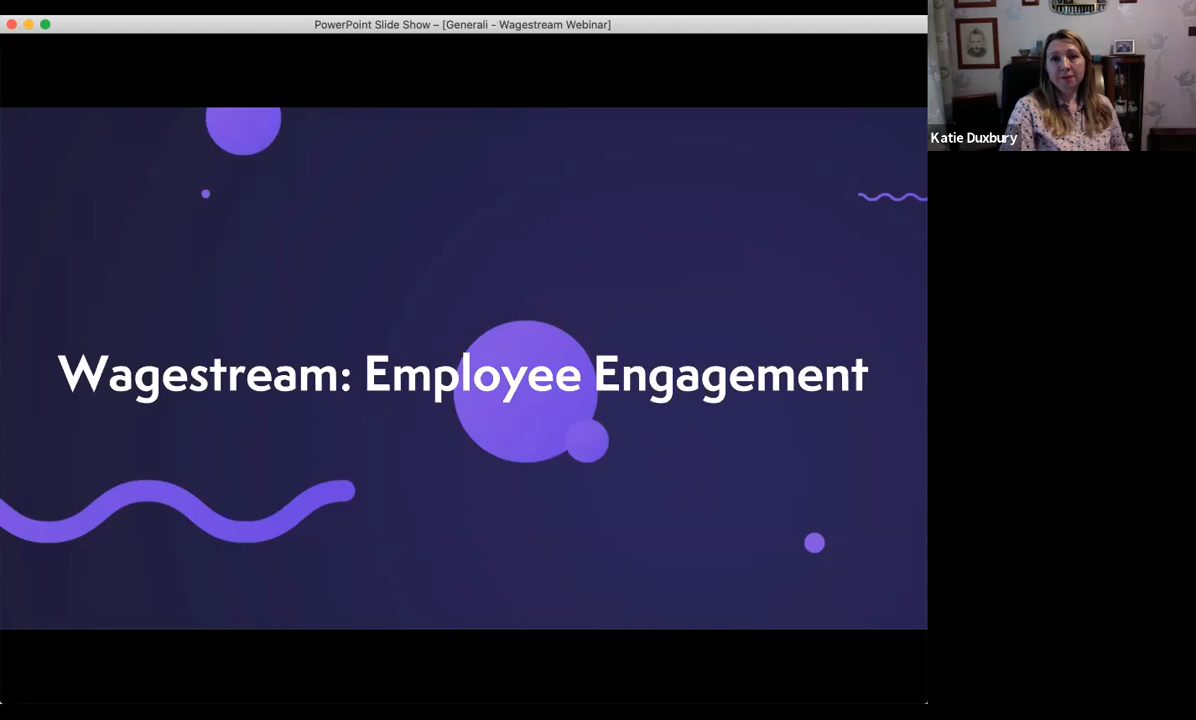 PowerPoint Slide Show – [Generali - Wagestream Webinar]
Katie Duxbury
Wagestream: Employee Engagement